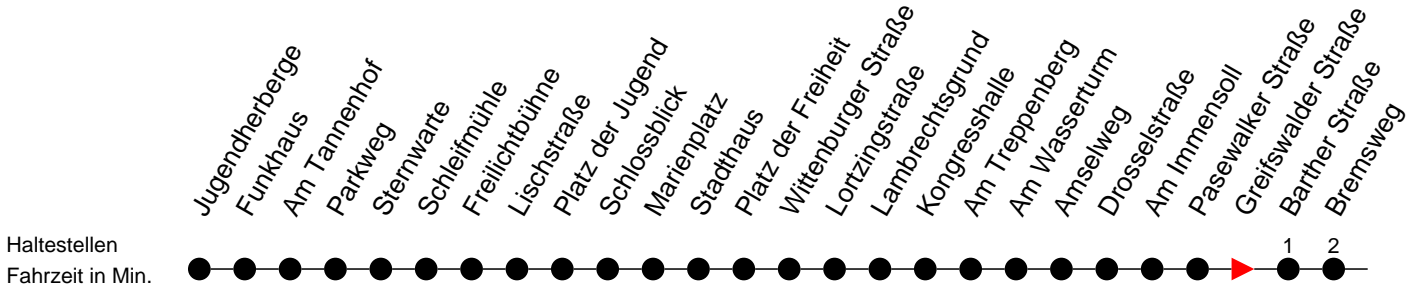 Jugendherberge
Funkhaus
Am Tannenhof
Parkweg
Sternwarte
Schleifmühle
Freilichtbühne
Lischstraße
Platz der Jugend
Schlossblick
Marienplatz
Stadthaus
Platz der Freiheit
Wittenburger Straße
Lortzingstraße
Lambrechtsgrund
Kongresshalle
Am Treppenberg
Am Wasserturm
Amselweg
Drosselstraße
Am Immensoll
Pasewalker Straße
Greifswalder Straße
Barther Straße
Bremsweg
Haltestellen 1 2
Fahrzeit in Min.